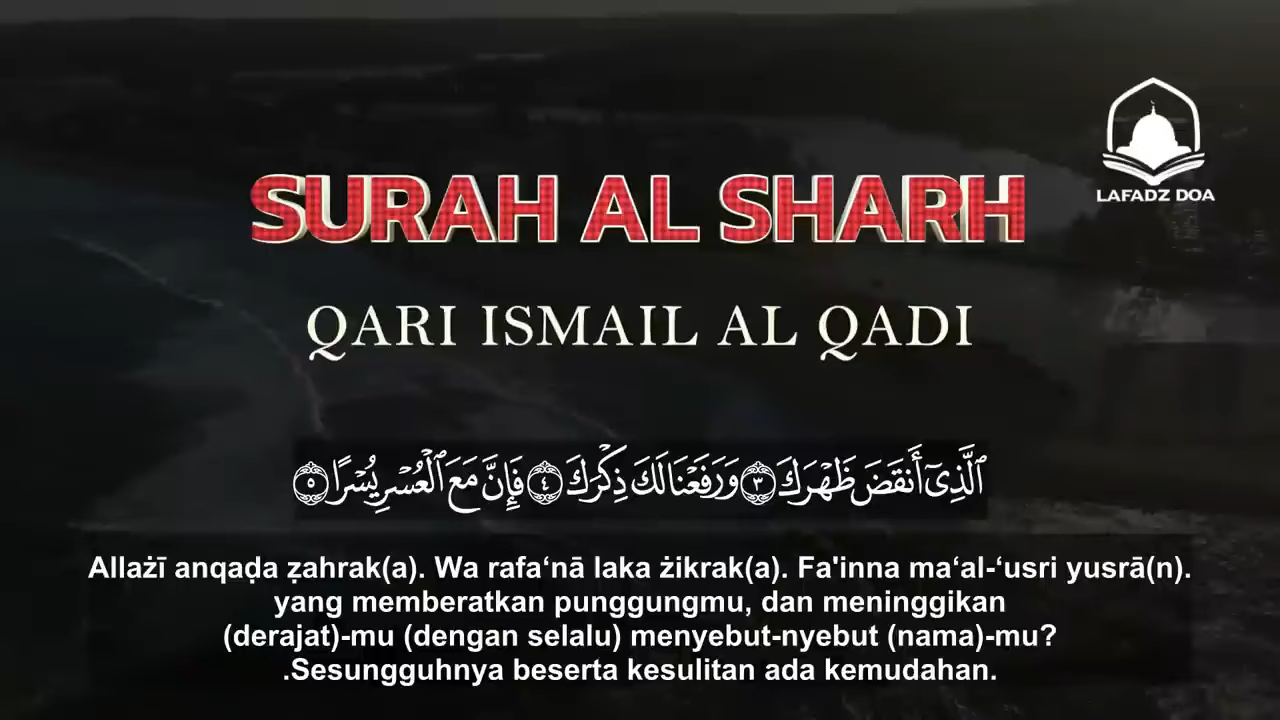 LAFADZ DOA
SURAH AL SHARH
QARI ISMAIL AL QADI
ٱلَّذِىٓ أَنقَضَ ظَهْرَكَ ٣ وَرَفَعْنَا لَكَ ذِكْرَكَ ٤ فَإِنَّ مَعَ ٱلْعُسْرِ يُسْرًا ٥
Allażī anqaḍa ẓahrak(a). Wa rafa‘nā laka żikrak(a). Fa'inna ma‘al-‘usri yusrā(n).
yang memberatkan punggungmu, dan meninggikan
(derajat)-mu (dengan selalu) menyebut-nyebut (nama)-mu?
.Sesungguhnya beserta kesulitan ada kemudahan.